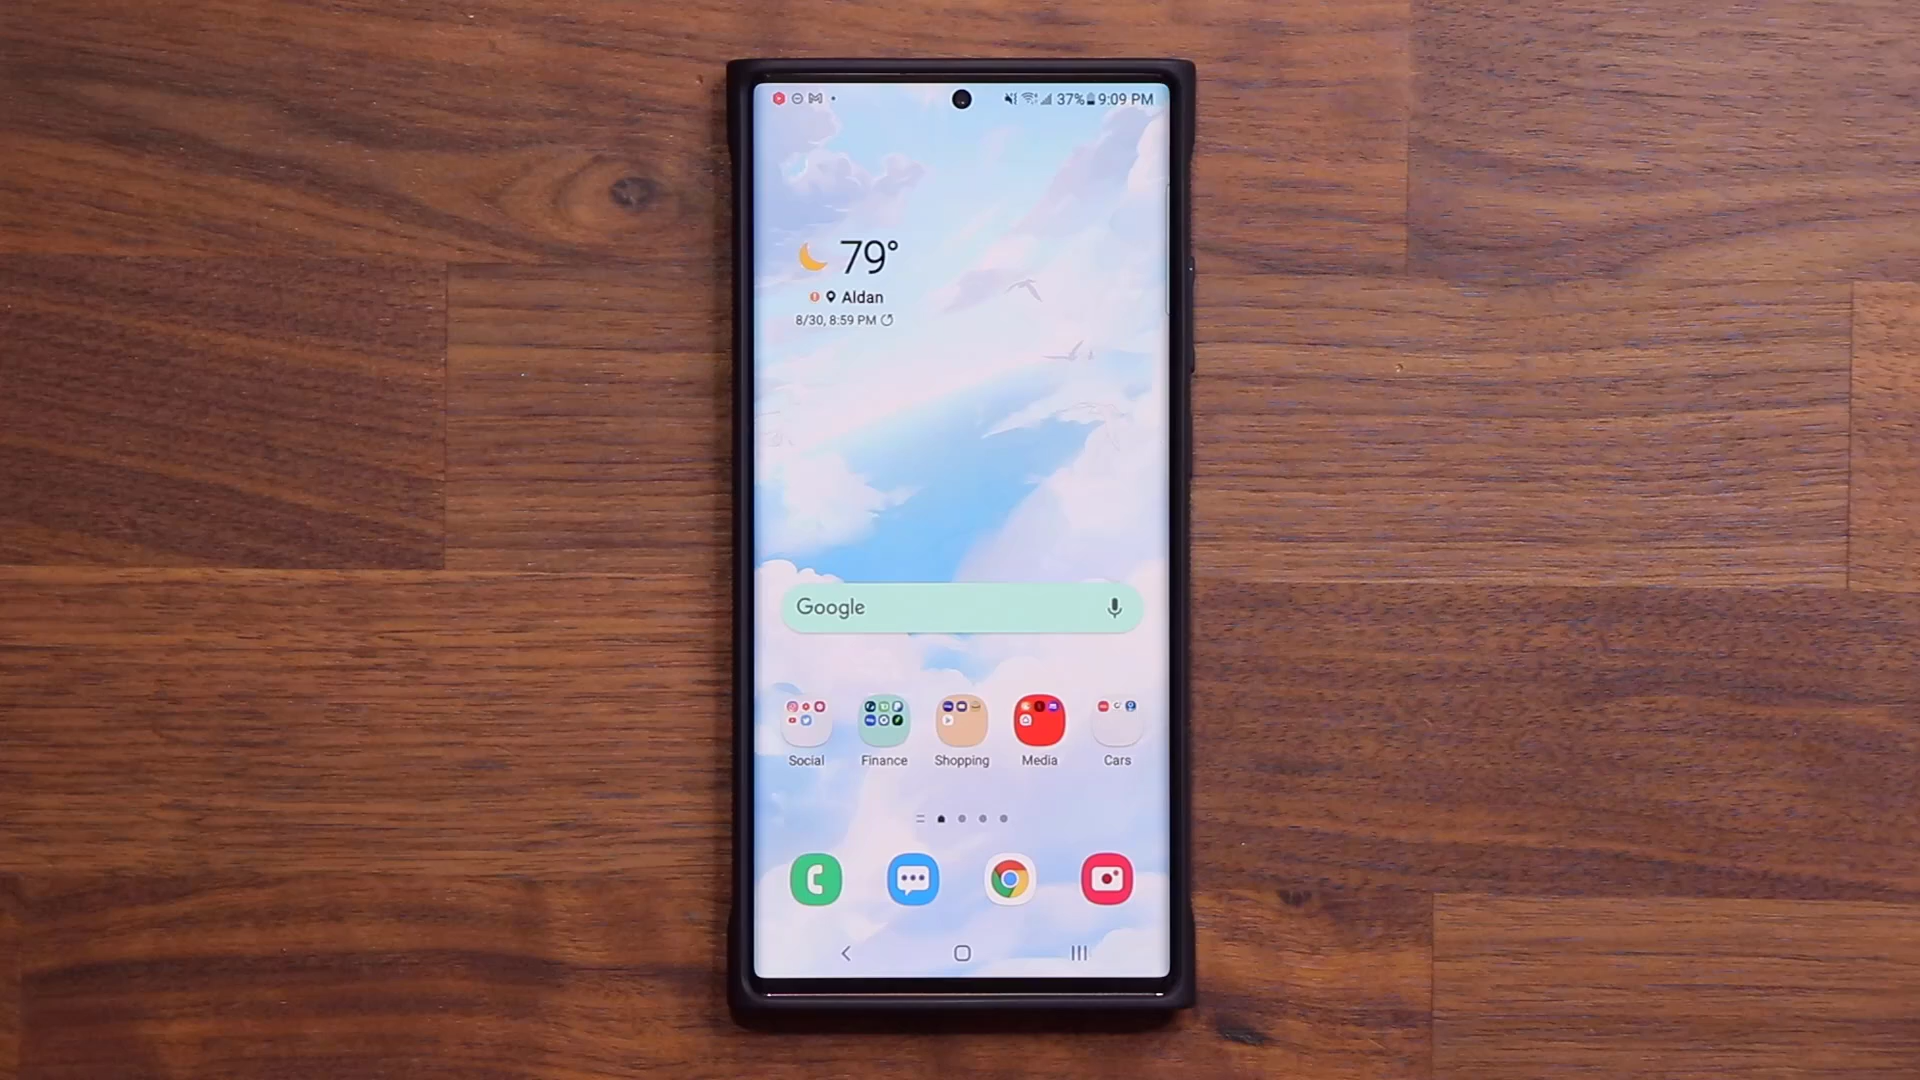 37% 9:09 PM
79°
Aldan
8/30, 8:59 PM
Google
Social Finance Shopping Media Cars